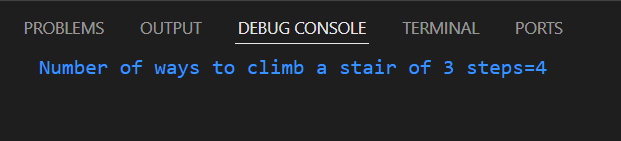 PROBLEMS OUTPUT DEBUG CONSOLE TERMINAL PORTS
Number of ways to climb a stair of 3 steps=4